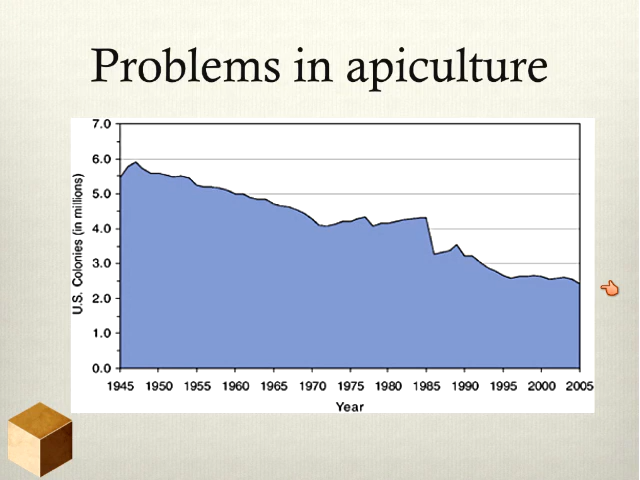 Problems in apiculture
7.0
6.0
5.0
4.0
3.0
2.0
1.0
0.0
U.S. Colonies (in millions)
1945 1950 1955 1960 1965 1970 1975 1980 1985 1990 1995 2000 2005
Year